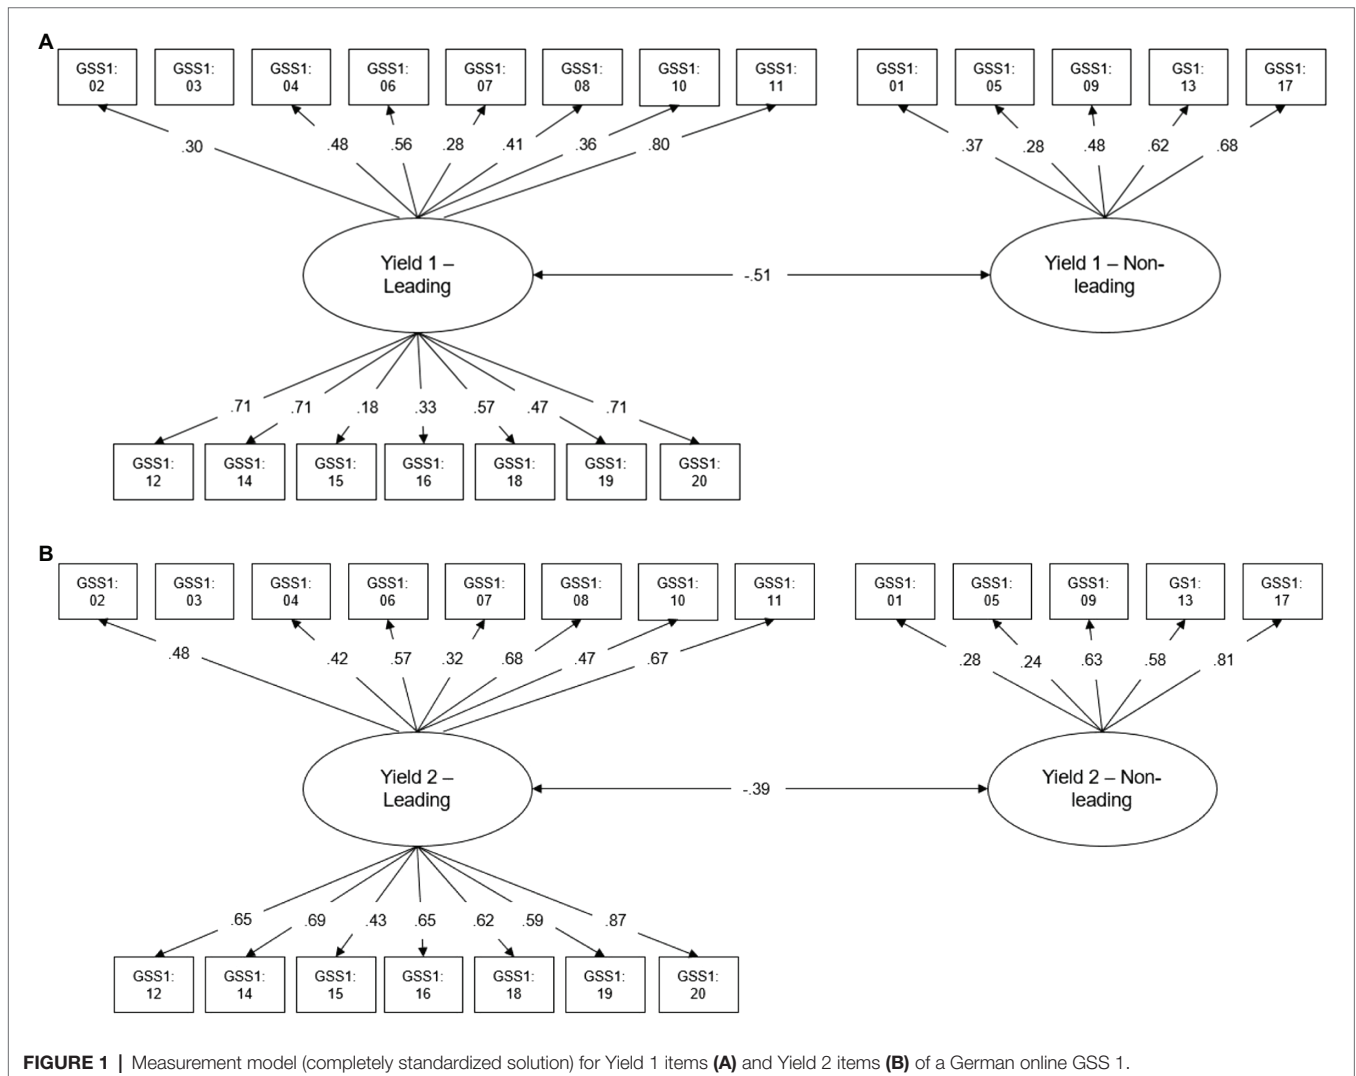 A
GSS1: GSS1: GSS1: GSS1: GSS1: GSS1: GSS1: GSS1: GSS1: GSS1: GSS1: GS1: GSS1:
02 03 04 06 07 08 10 11 01 05 09 13 17
.30 .48 .56 .28 .41 .36 .80 .37 .28 .48 .62 .68
Yield 1 –
Leading
-.51
Yield 1 – Non-
leading
.71 .71 .18 .33 .57 .47 .71
GSS1: GSS1: GSS1: GSS1: GSS1: GSS1: GSS1:
12 14 15 16 18 19 20
B
GSS1: GSS1: GSS1: GSS1: GSS1: GSS1: GSS1: GSS1: GSS1: GSS1: GSS1: GS1: GSS1:
02 03 04 06 07 08 10 11 01 05 09 13 17
.48 .42 .57 .32 .68 .47 .67 .28 .24 .63 .58 .81
Yield 2 –
Leading
-.39
Yield 2 – Non-
leading
.65 .69 .43 .65 .62 .59 .87
GSS1: GSS1: GSS1: GSS1: GSS1: GSS1: GSS1:
12 14 15 16 18 19 20
FIGURE 1 | Measurement model (completely standardized solution) for Yield 1 items (A) and Yield 2 items (B) of a German online GSS 1.